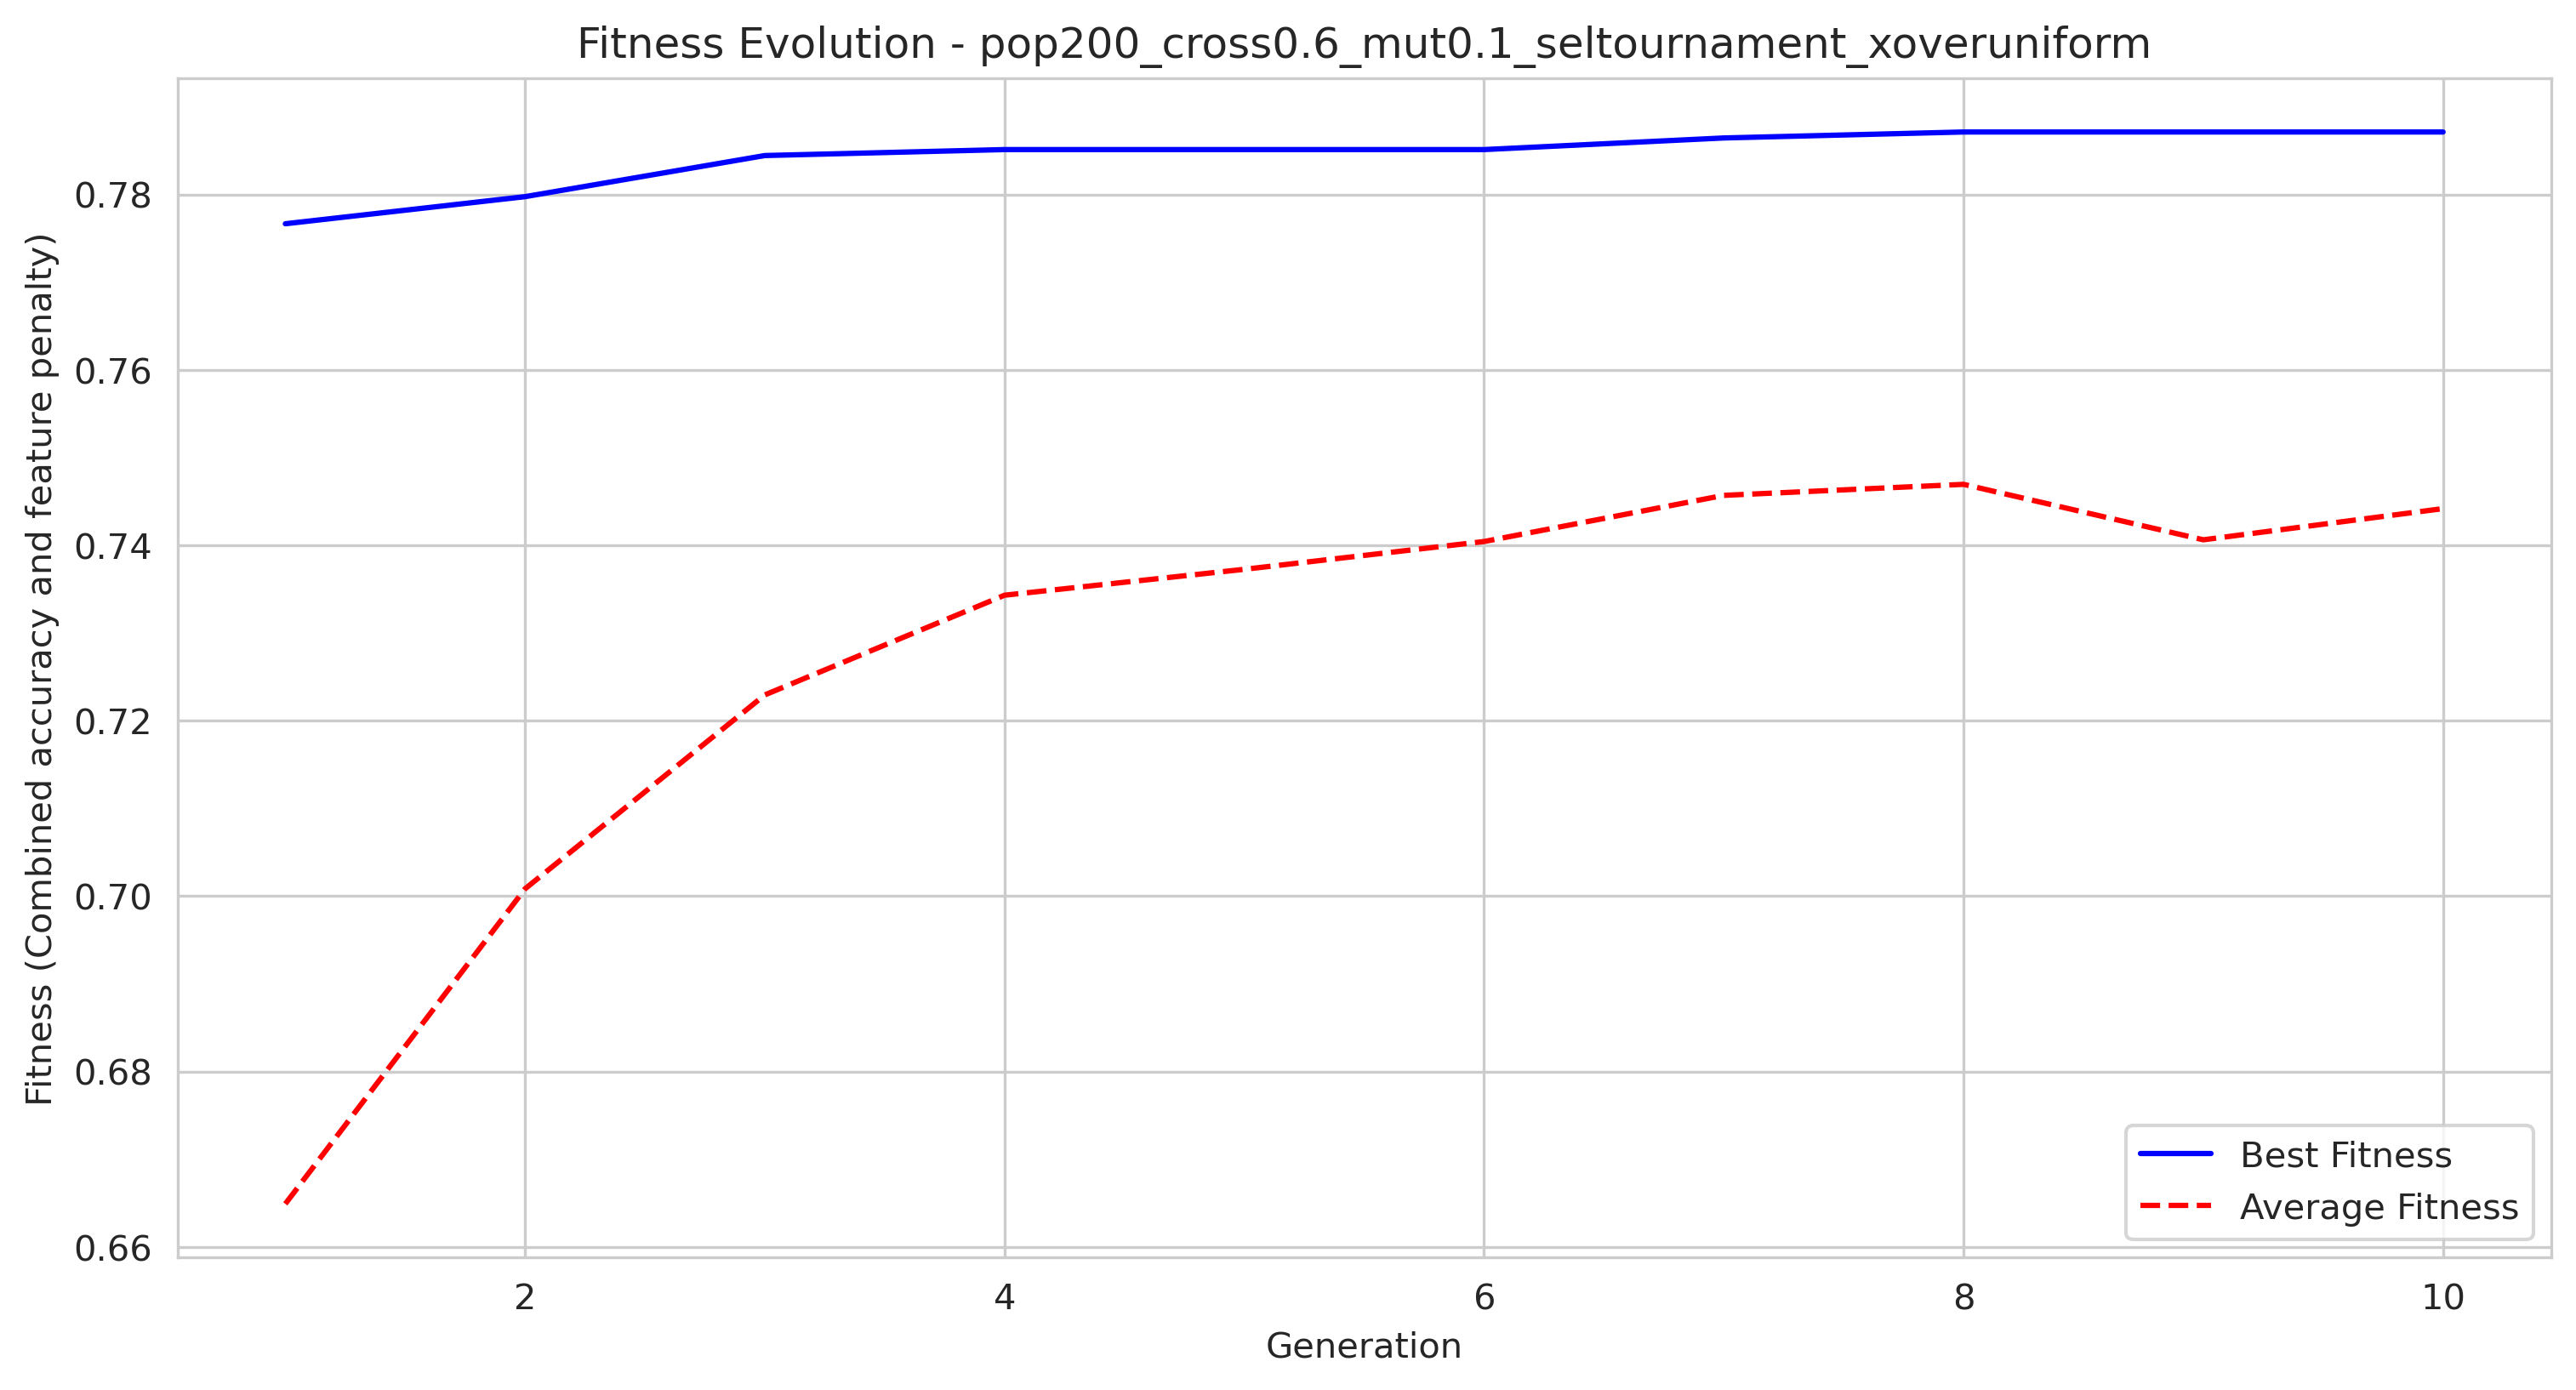 Fitness Evolution - pop200_cross0.6_mut0.1_seltournament_xoveruniform
Fitness (Combined accuracy and feature penalty)
0.78
0.76
0.74
0.72
0.70
0.68
0.66
2
4
6
8
10
Generation
Best Fitness
Average Fitness